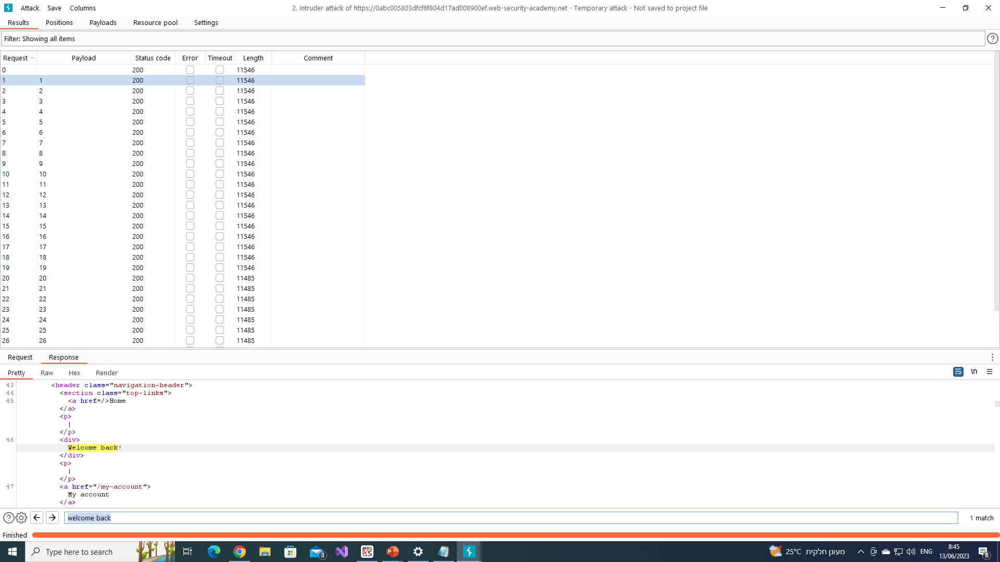 Attack Save Columns 2. Intruder attack of https://0abc005803dfcf6f804d17ad008900ef.web-security-academy.net - Temporary attack - Not saved to project file
Results Positions Payloads Resource pool Settings
Filter: Showing all items
Request Payload Status code Error Timeout Length Comment
0 200 11546
1 1 200 11546
2 2 200 11546
3 3 200 11546
4 4 200 11546
5 5 200 11546
6 6 200 11546
7 7 200 11546
8 8 200 11546
9 9 200 11546
10 10 200 11546
11 11 200 11546
12 12 200 11546
13 13 200 11546
14 14 200 11546
15 15 200 11546
16 16 200 11546
17 17 200 11546
18 18 200 11546
19 19 200 11546
20 20 200 11485
21 21 200 11485
22 22 200 11485
23 23 200 11485
24 24 200 11485
25 25 200 11485
26 26 200 11485
Request Response
Pretty Raw Hex Render \n
43 <header class="navigation-header">
44 <section class="top-links">
45 <a href=/>Home
</a>
<p>
|
</p>
46 <div>
Welcome back!
</div>
<p>
|
</p>
47 <a href="/my-account">
My account
</a>
welcome back 1 match
Finished
Type here to search 3 25°C מעונן חלקית ENG 8:45 8
13/06/2023